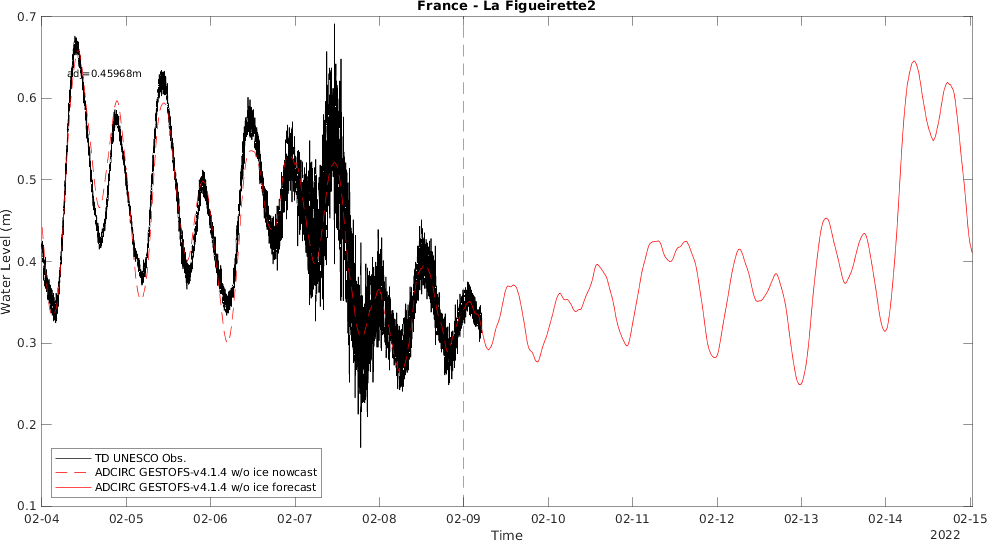 France - La Figueirette2
0.7
0.6
0.5
0.4
0.3
0.2
0.1
Water Level (m)
adj=0.45968m
TD UNESCO Obs.
ADCIRC GESTOFS-v4.1.4 w/o ice nowcast
ADCIRC GESTOFS-v4.1.4 w/o ice forecast
02-04 02-05 02-06 02-07 02-08 02-09 02-10 02-11 02-12 02-13 02-14 02-15
Time
2022